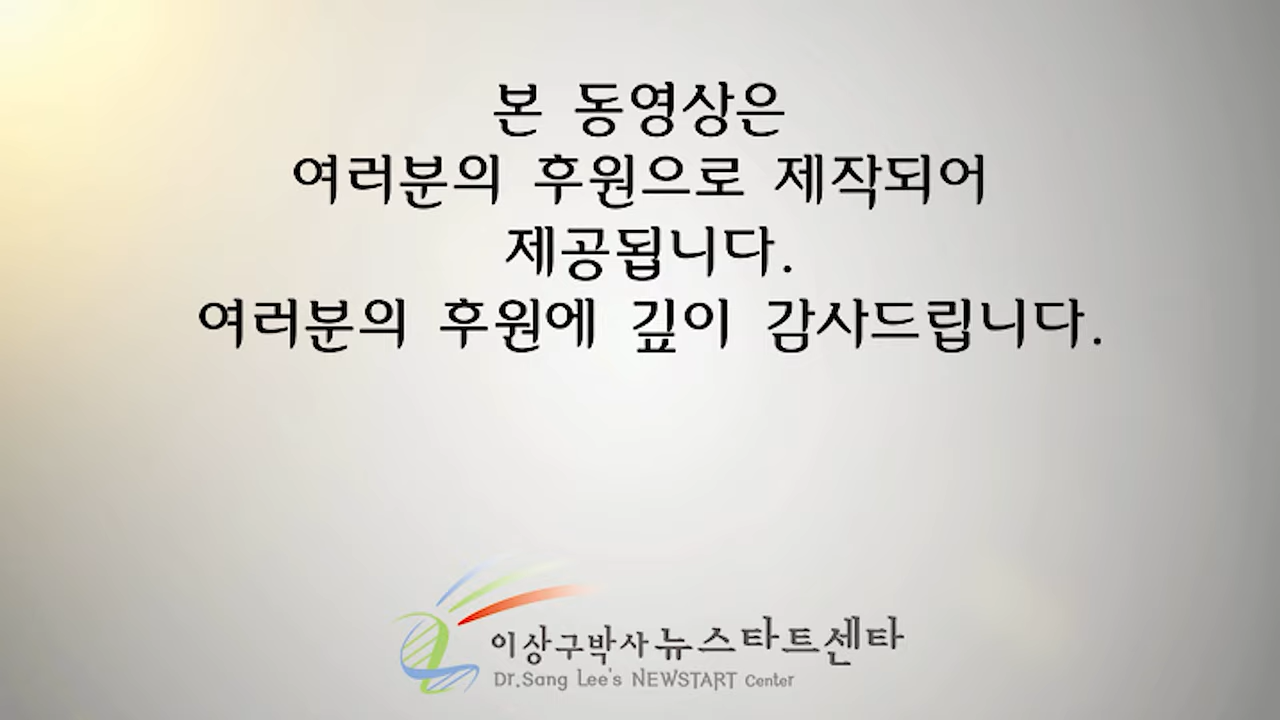 본 동영상은
여러분의 후원으로 제작되어
제공됩니다.
여러분의 후원에 깊이 감사드립니다.
이상구박사 뉴스타트센타
Dr.Sang Lee's NEWSTART Center